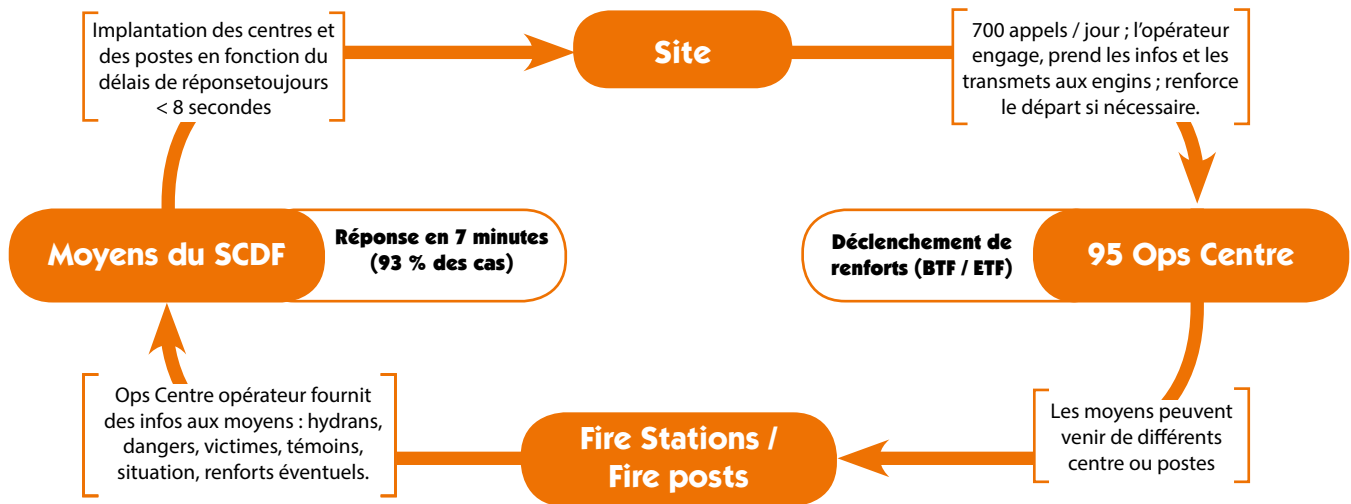 Implantation des centres et
des postes en fonction du
délais de réponsetoujours
< 8 secondes
Site
700 appels / jour ; l'opérateur
engage, prend les infos et les
transmets aux engins ; renforce
le départ si nécessaire.
Moyens du SCDF
Réponse en 7 minutes
(93 % des cas)
Déclenchement de
renforts (BTF / ETF)
95 Ops Centre
Ops Centre opérateur fournit
des infos aux moyens : hydrans,
dangers, victimes, témoins,
situation, renforts éventuels.
Fire Stations /
Fire posts
Les moyens peuvent
venir de différents
centre ou postes